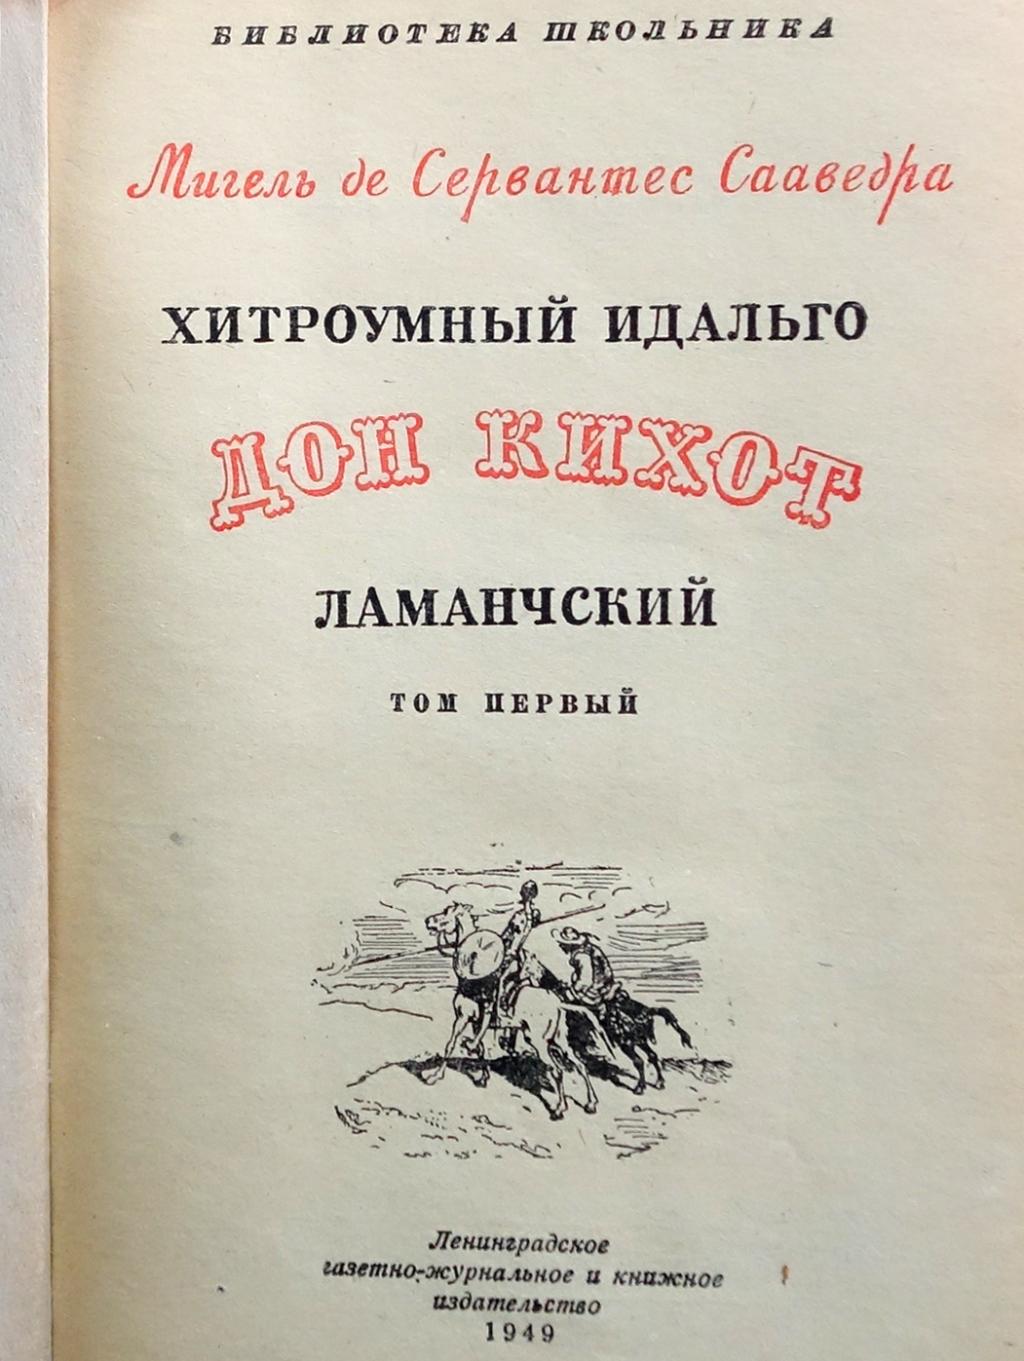 БИБЛИОТЕКА ШКОЛЬНИКА
Мигель де Сервантес Сааведра
ХИТРОУМНЫЙ ИДАЛЬГО
ДОН КИХОТ
ЛАМАНЧСКИЙ
ТОМ ПЕРВЫЙ
Ленинградское
газетно-журнальное и книжное
издательство
1949